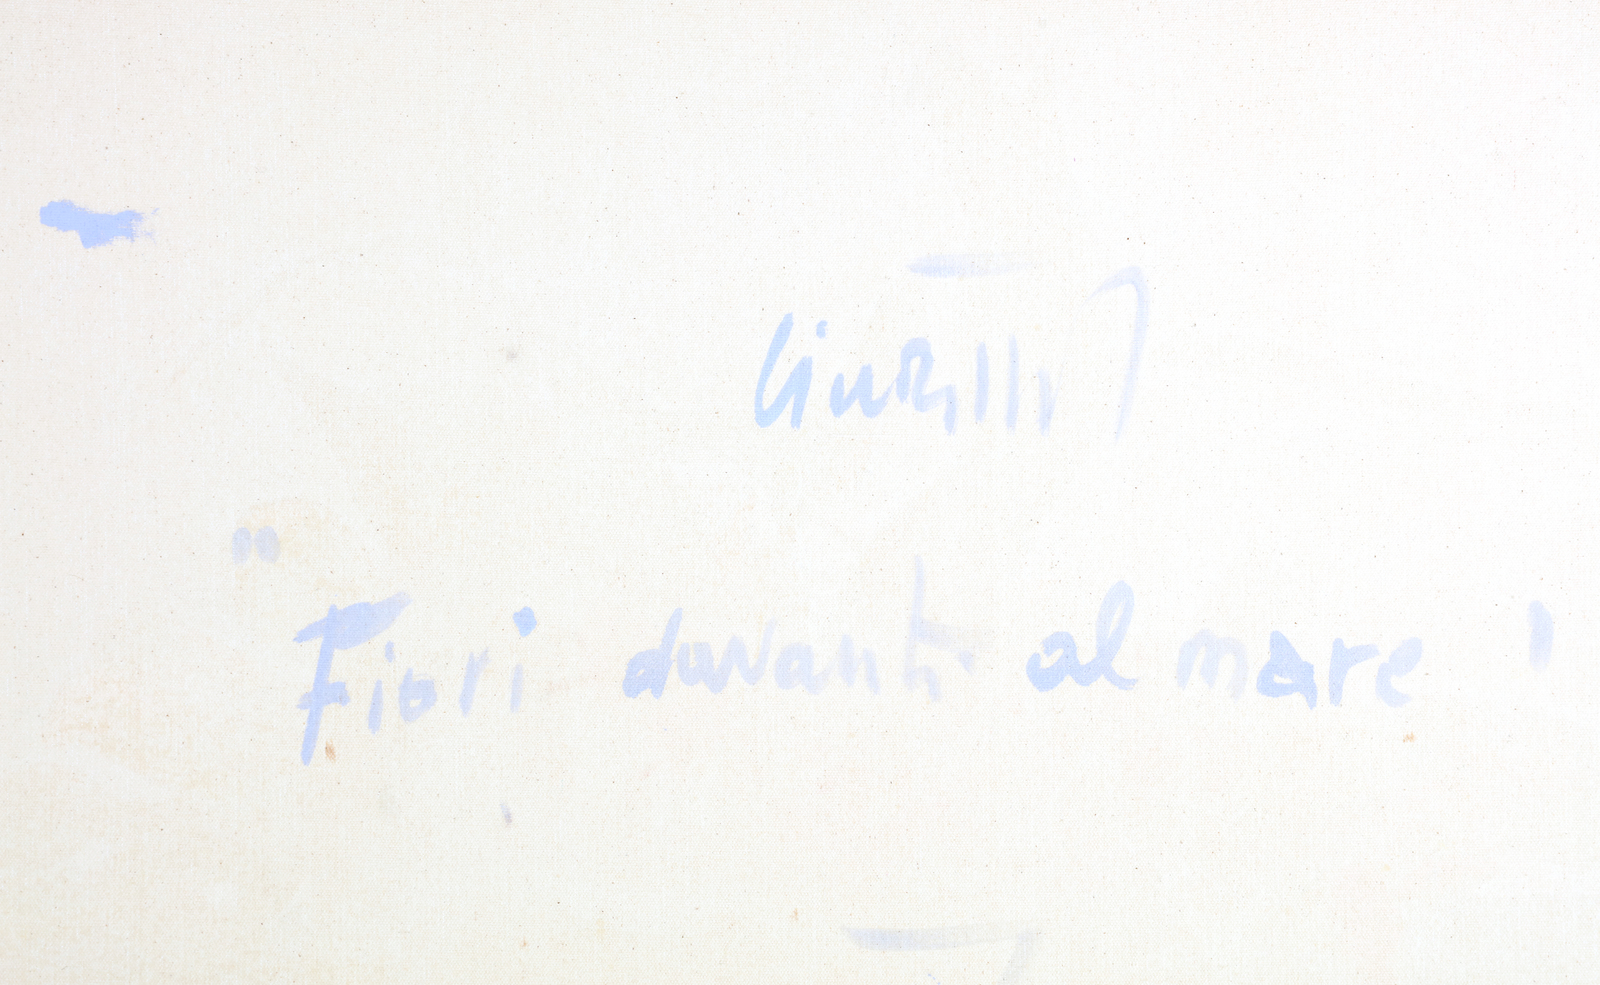 " Fiori davanti al mare '